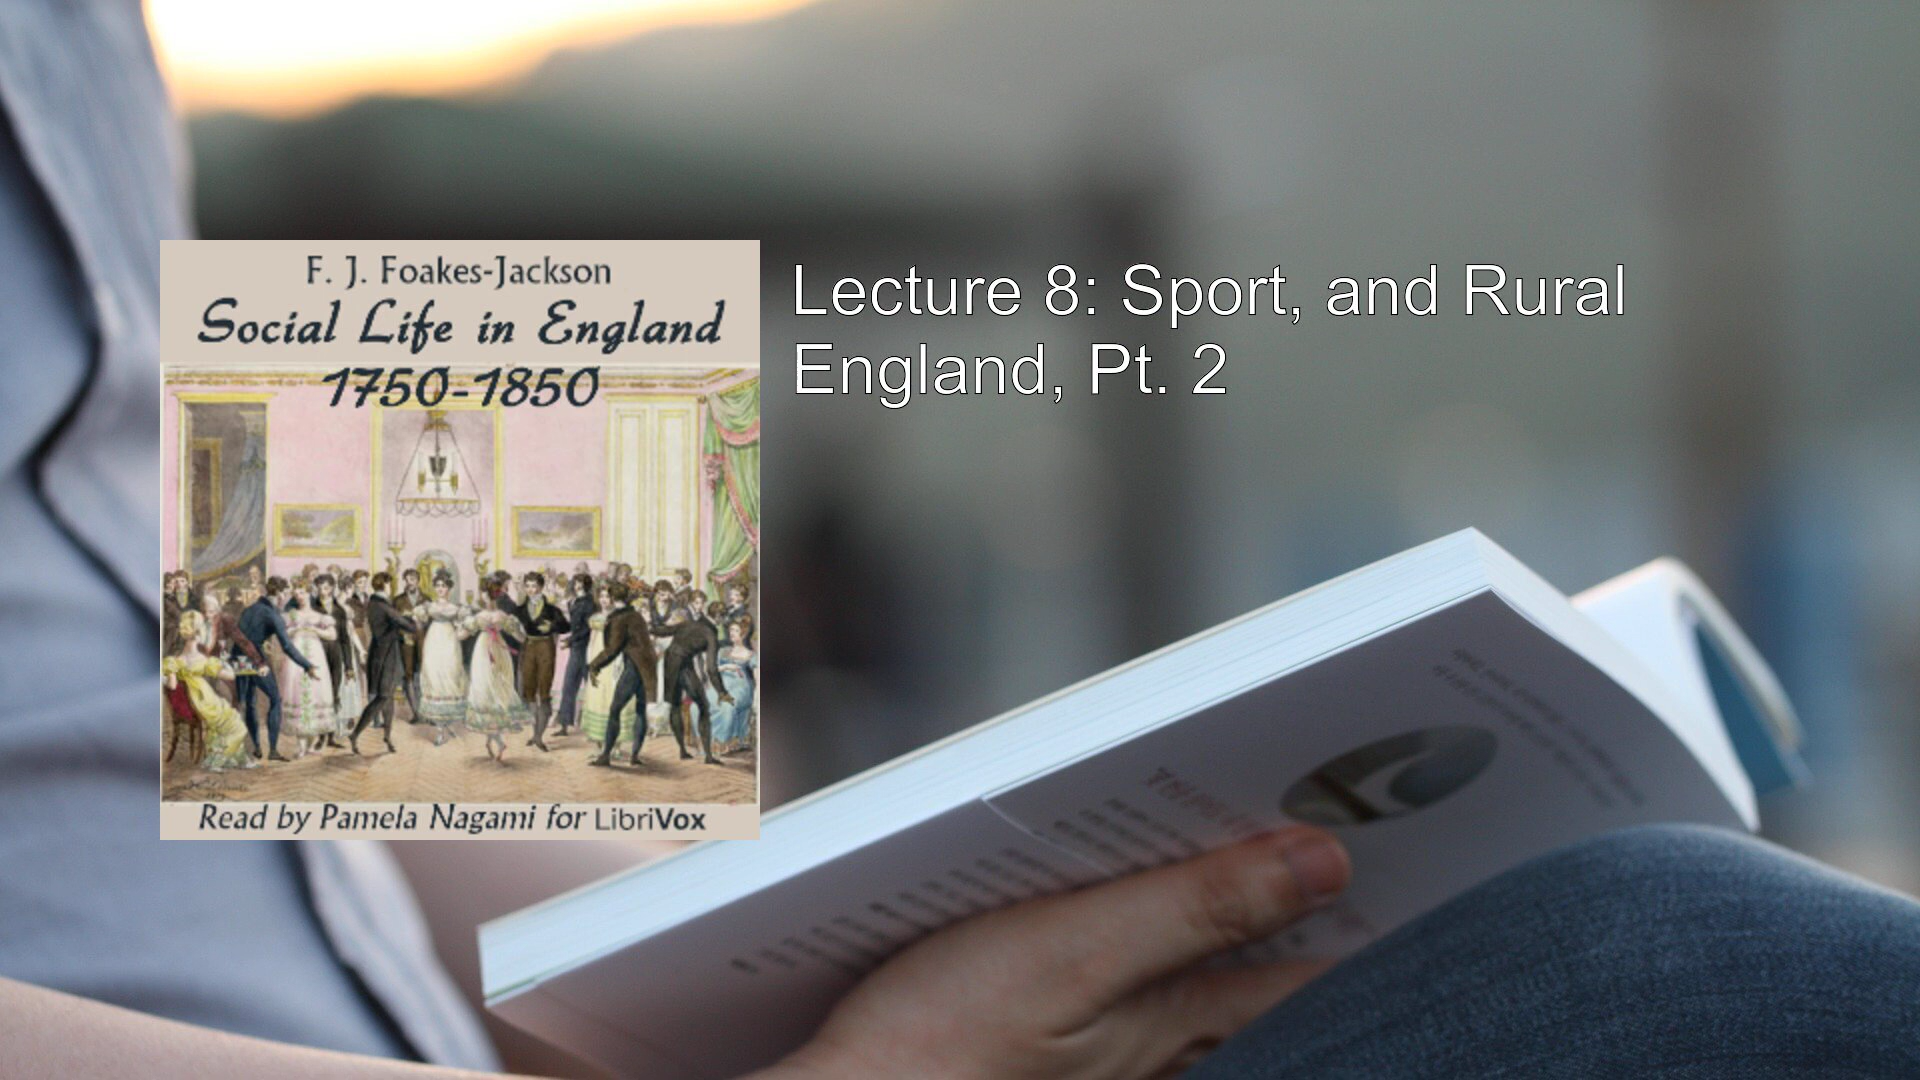 F. J. Foakes-Jackson
Social Life in England
1750-1850
Read by Pamela Nagami for LibriVox
Lecture 8: Sport, and Rural
England, Pt. 2